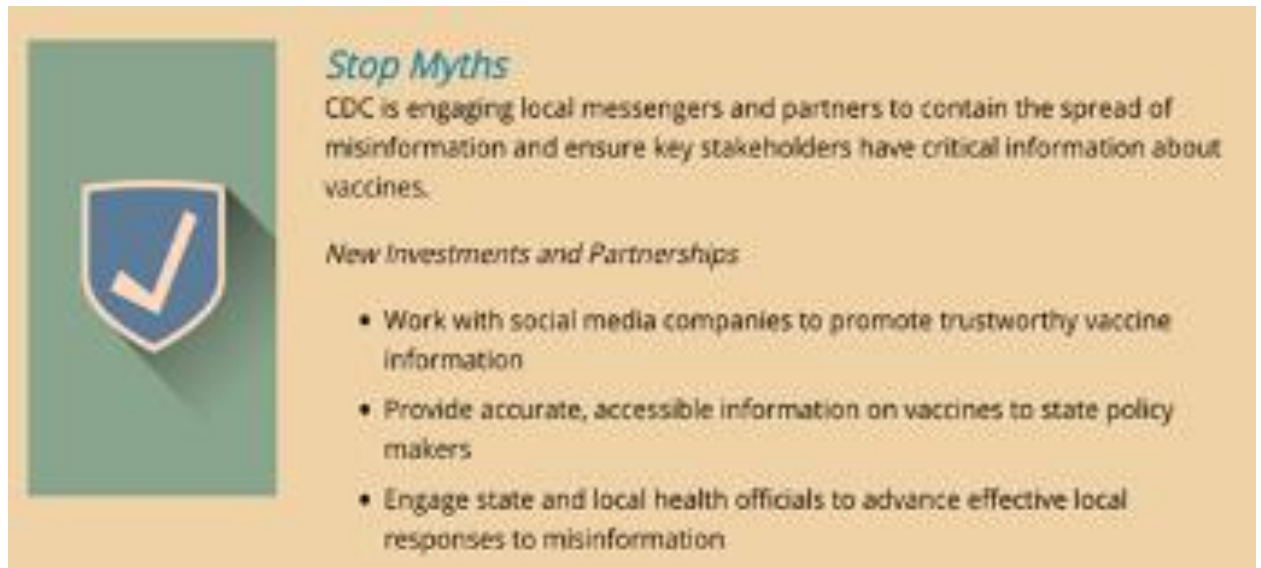 Stop Myths
CDC is engaging local messengers and partners to contain the spread of
misinformation and ensure key stakeholders have critical information about
vaccines.
New Investments and Partnerships
• Work with social media companies to promote trustworthy vaccine
information
• Provide accurate, accessible information on vaccines to state policy
makers
• Engage state and local health officials to advance effective local
responses to misinformation